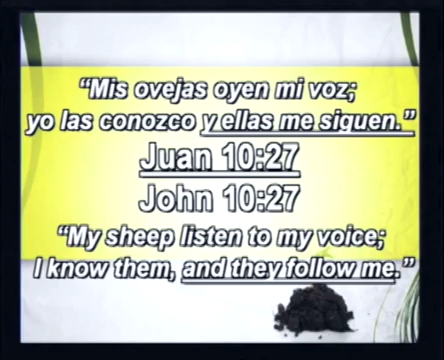 “Mis ovejas oyen mi voz;
yo las conozco y ellas me siguen.”
Juan 10:27
John 10:27
“My sheep listen to my voice;
I know them, and they follow me.”